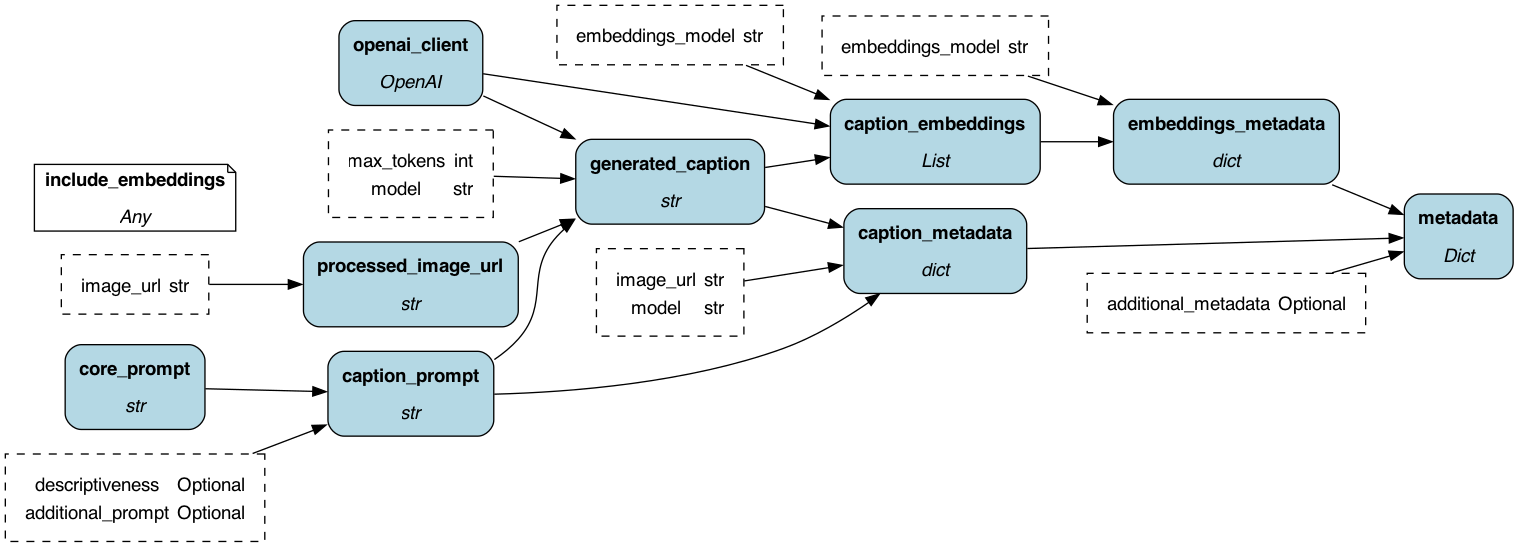 openai_client
OpenAI
embeddings_model str
embeddings_model str
max_tokens int
model str
generated_caption
str
caption_embeddings
List
embeddings_metadata
dict
include_embeddings
Any
processed_image_url
str
image_url str
image_url str
model str
caption_metadata
dict
metadata
Dict
additional_metadata Optional
core_prompt
str
caption_prompt
str
descriptiveness Optional
additional_prompt Optional